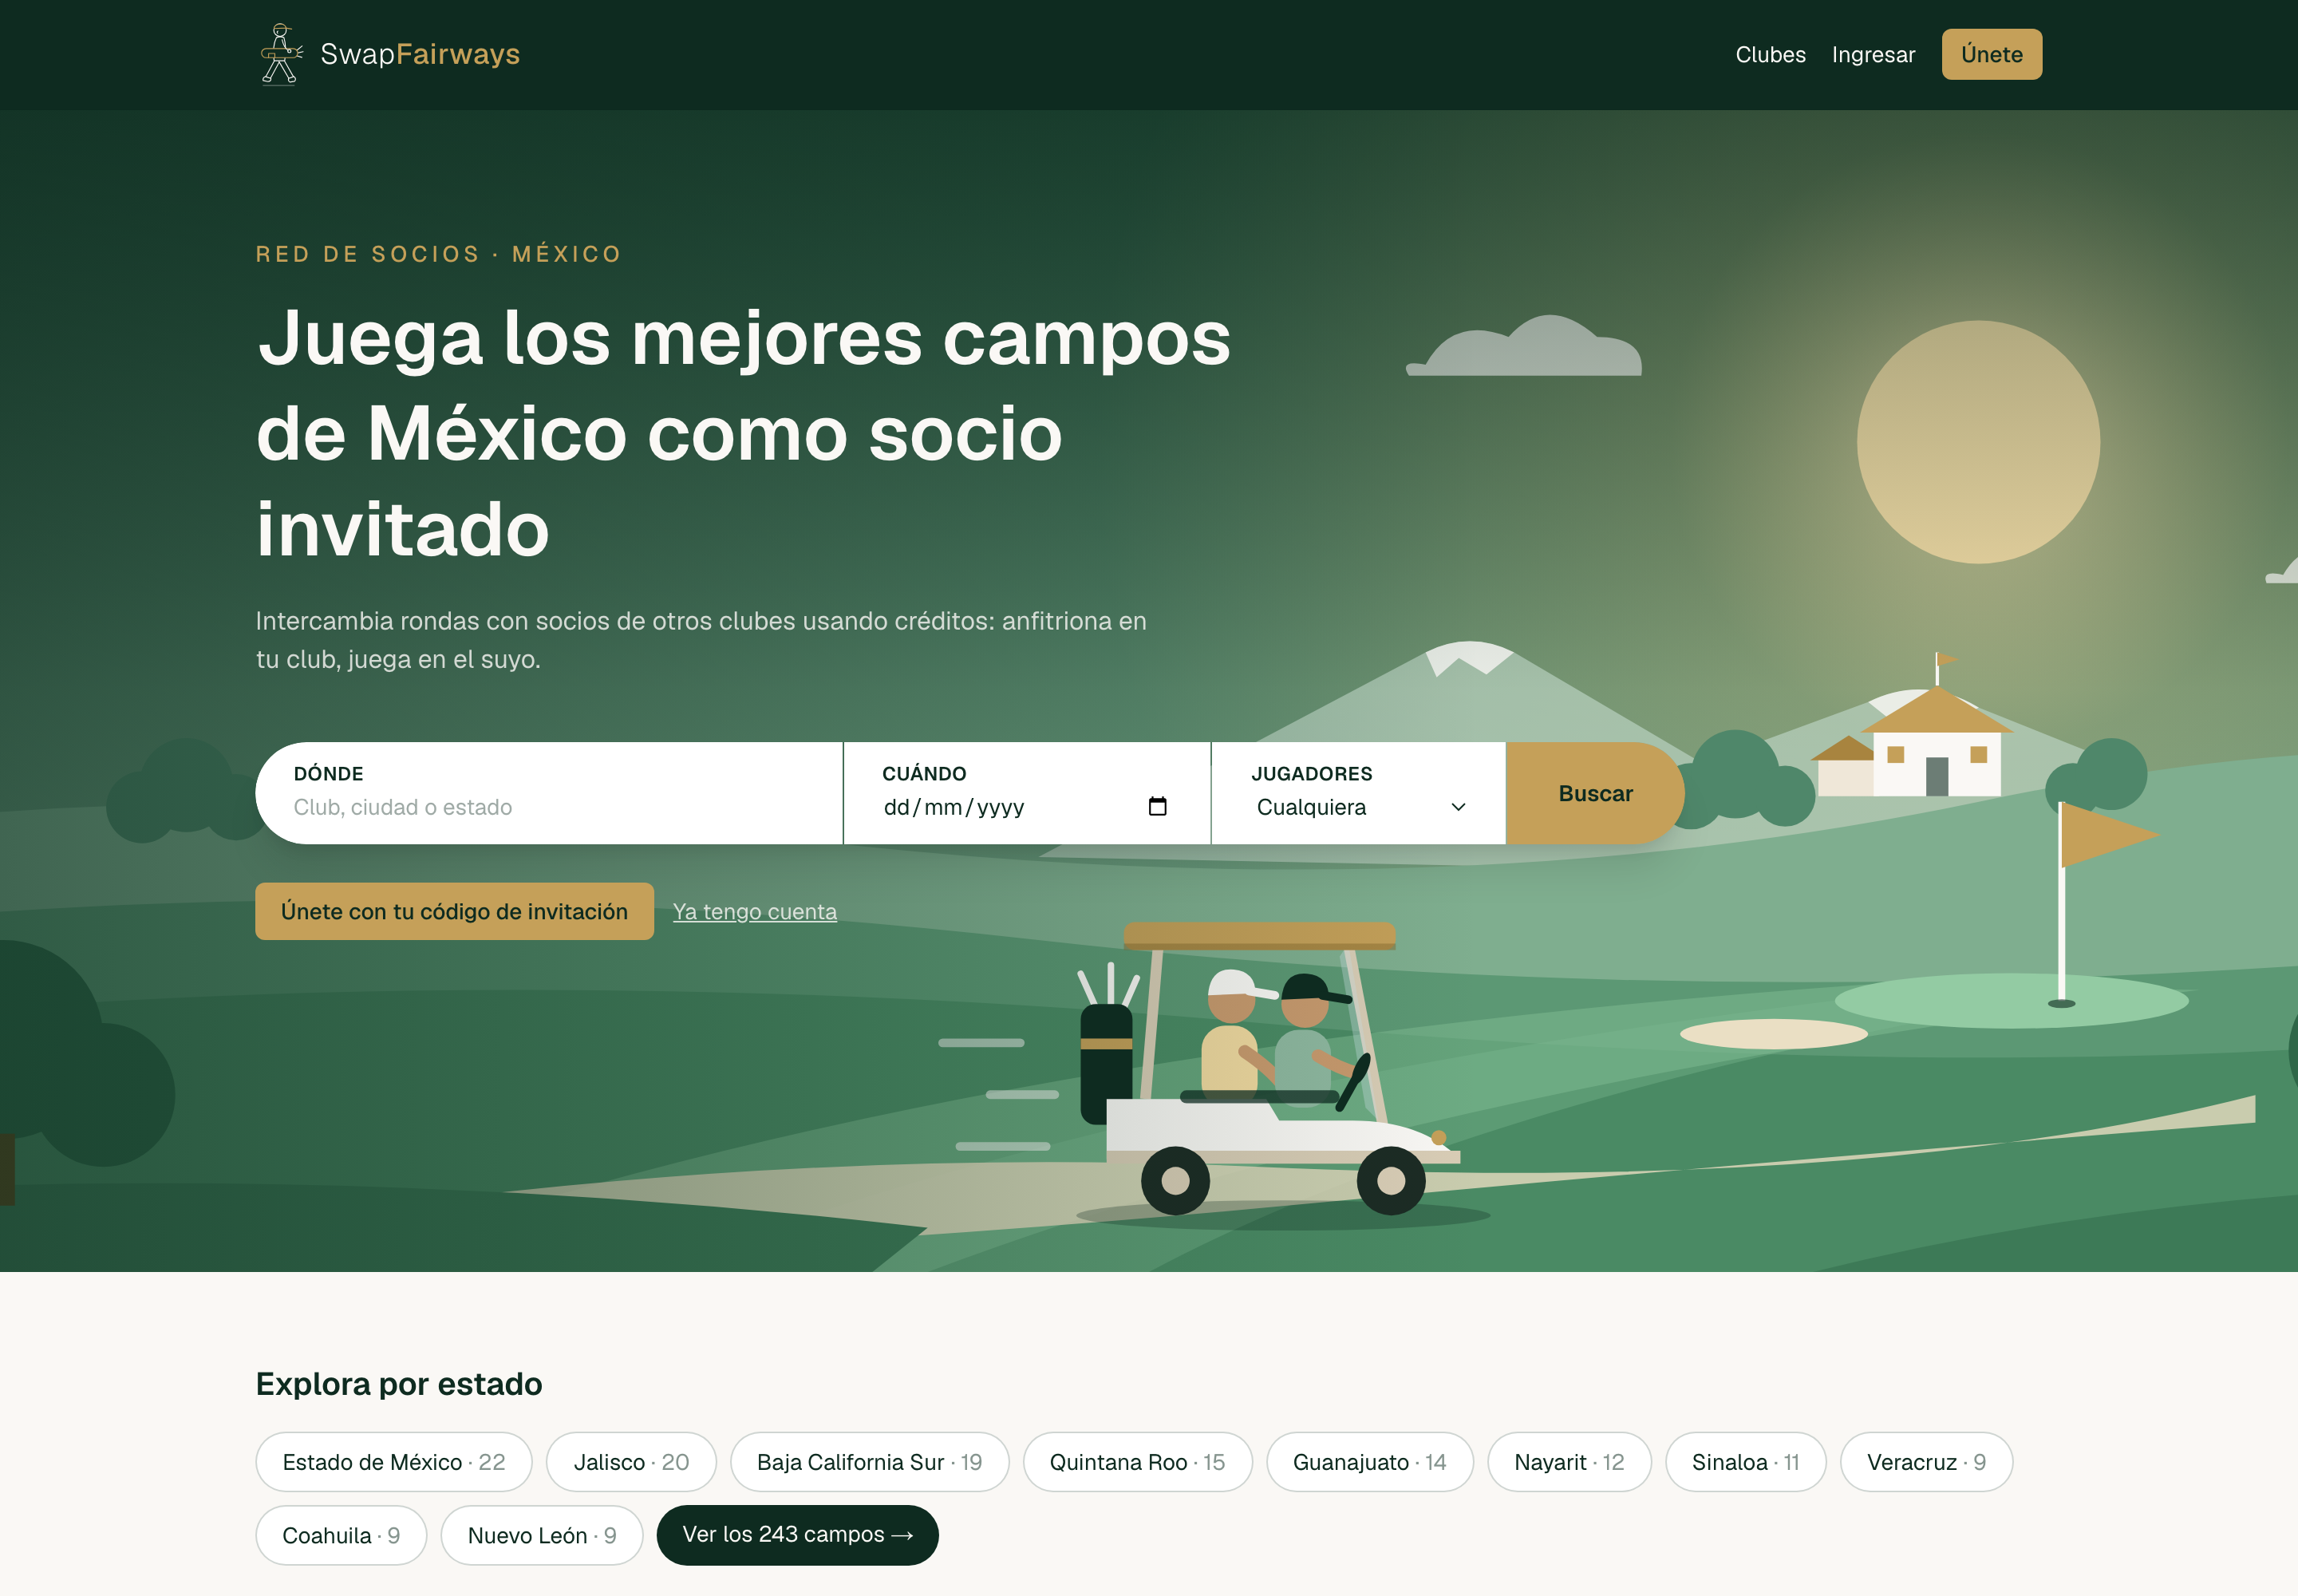 SwapFairways
Clubes
Ingresar
Únete
RED DE SOCIOS · MÉXICO
Juega los mejores campos
de México como socio
invitado
Intercambia rondas con socios de otros clubes usando créditos: anfitriona en
tu club, juega en el suyo.
DÓNDE
Club, ciudad o estado
CUÁNDO
dd/mm/yyyy
JUGADORES
Cualquiera
Buscar
Únete con tu código de invitación
Ya tengo cuenta
Explora por estado
Estado de México · 22
Jalisco · 20
Baja California Sur · 19
Quintana Roo · 15
Guanajuato · 14
Nayarit · 12
Sinaloa · 11
Veracruz · 9
Coahuila · 9
Nuevo León · 9
Ver los 243 campos →